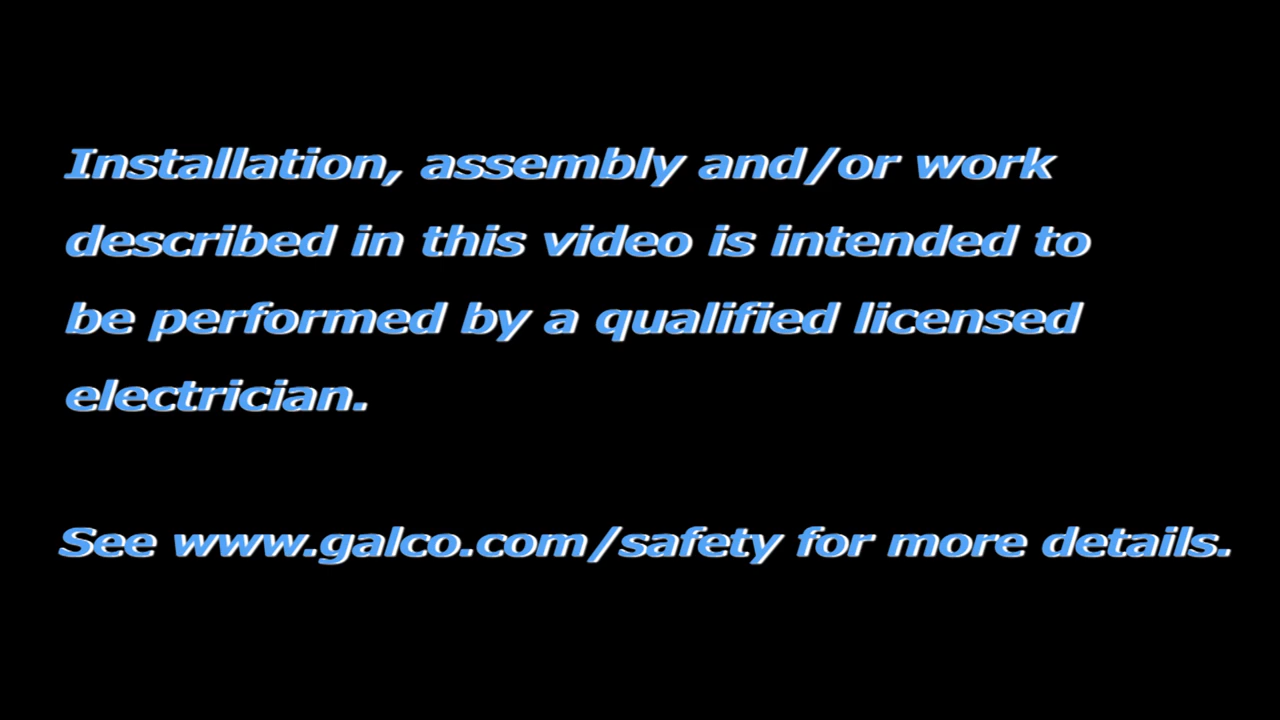 Installation, assembly and/or work
described in this video is intended to
be performed by a qualified licensed
electrician.
See www.galco.com/safety for more details.